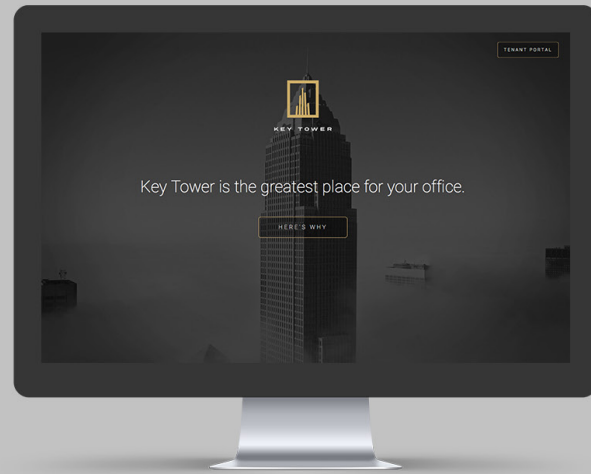 TENANT PORTAL
KEY TOWER
Key Tower is the greatest place for your office.
HERE'S WHY